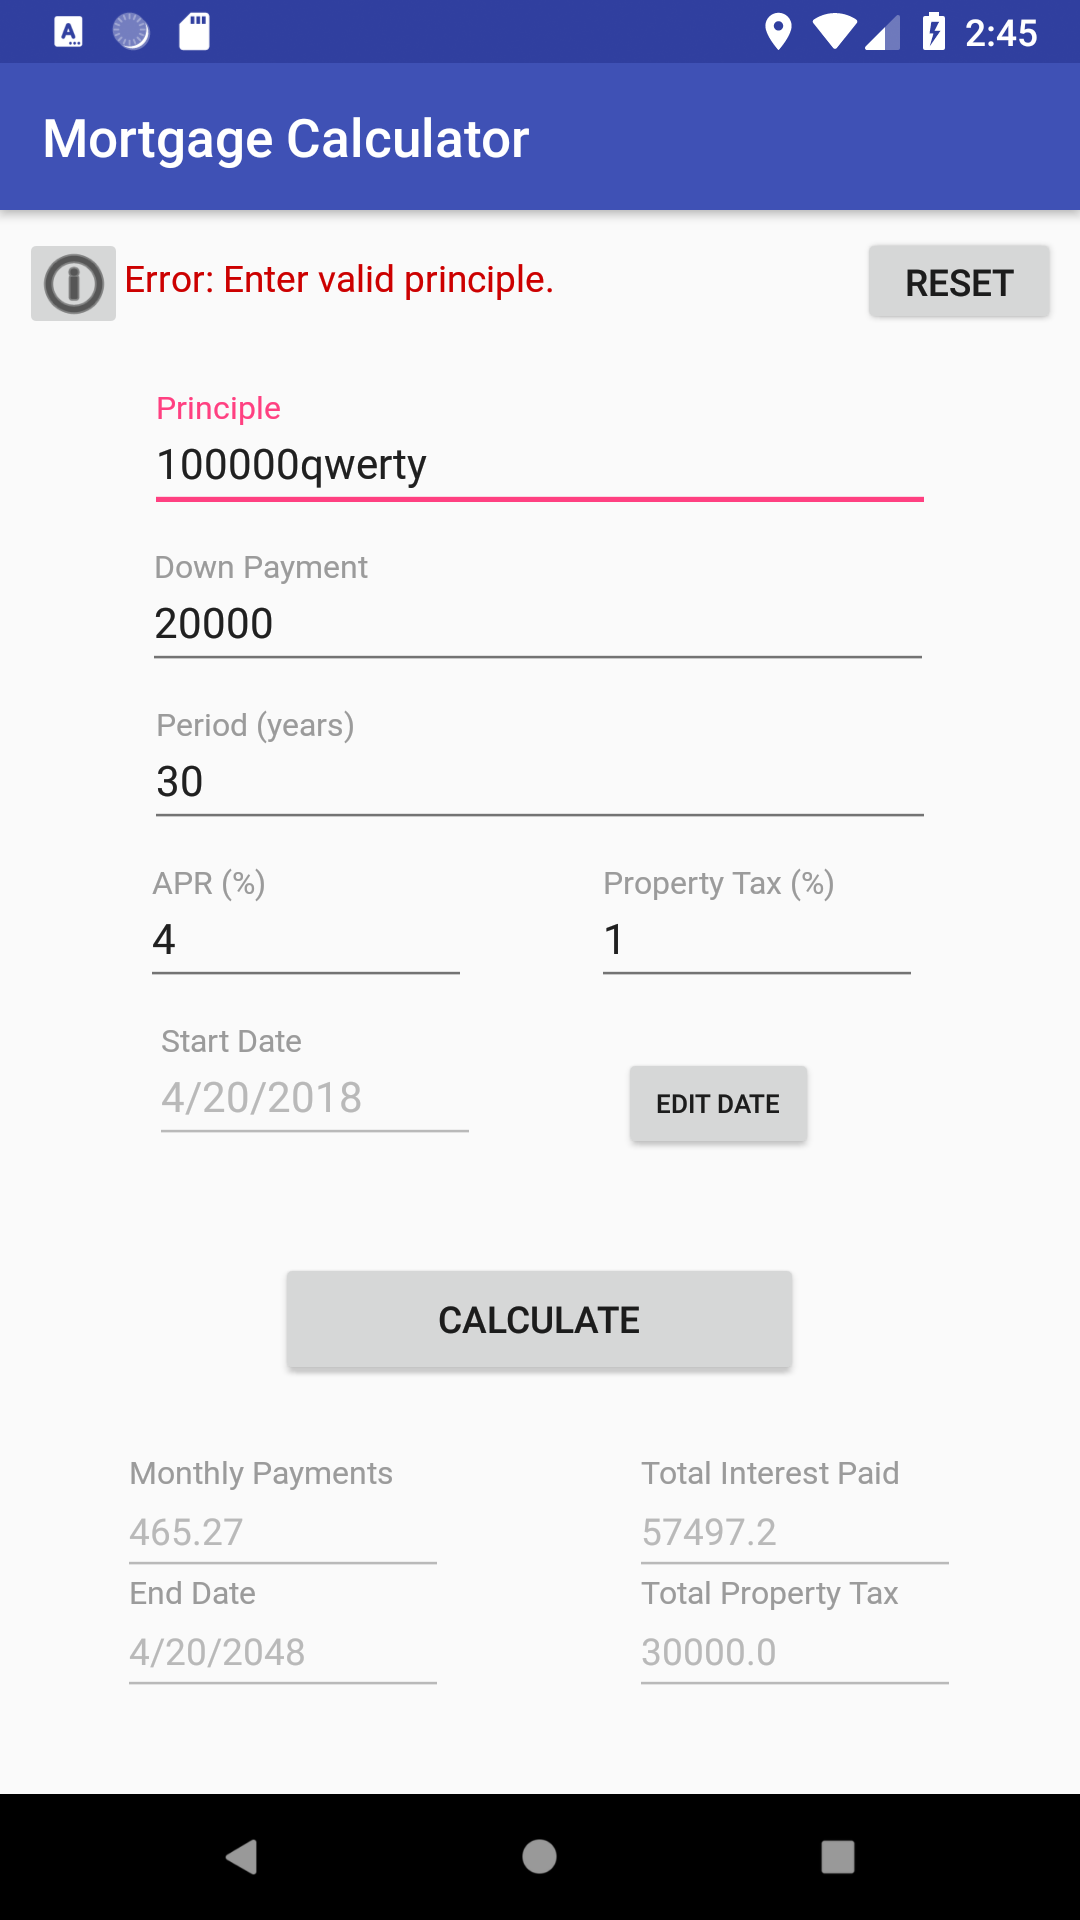 2:45
Mortgage Calculator
Error: Enter valid principle.
RESET
Principle
100000qwerty
Down Payment
20000
Period (years)
30
APR (%)
Property Tax (%)
4
1
Start Date
4/20/2018
EDIT DATE
CALCULATE
Monthly Payments
Total Interest Paid
465.27
57497.2
End Date
Total Property Tax
4/20/2048
30000.0